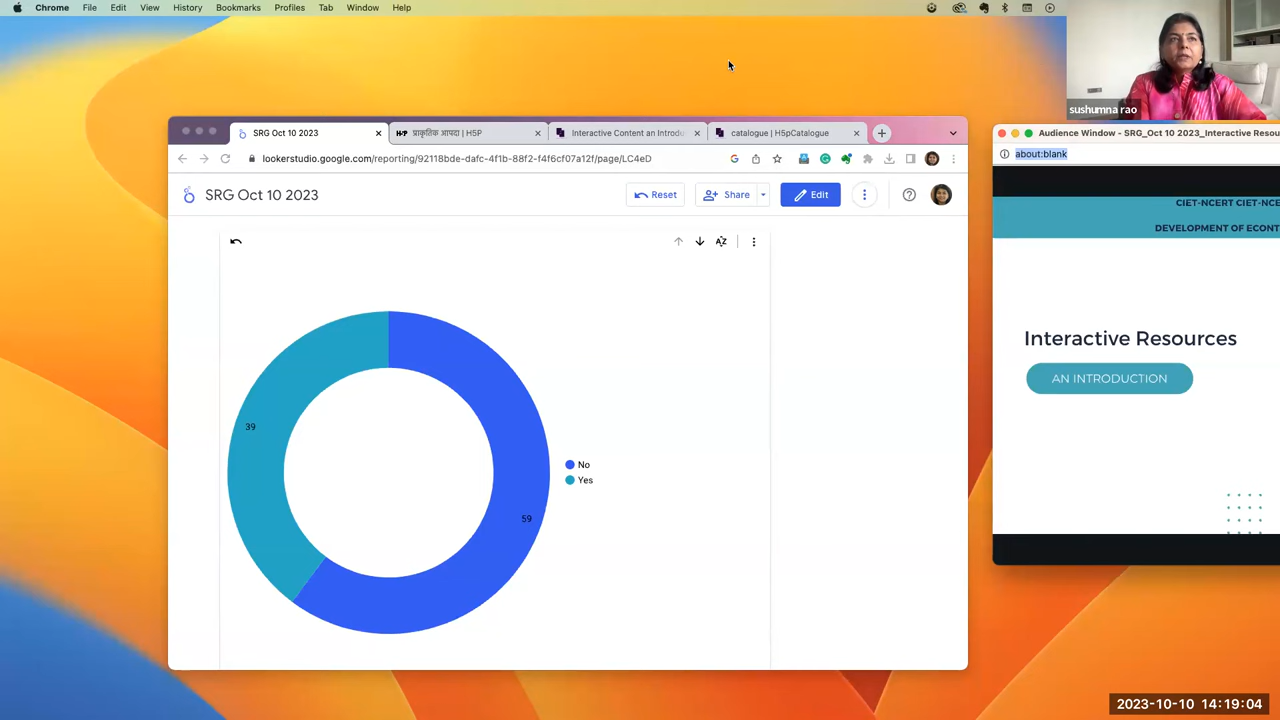 Chrome File Edit View History Bookmarks Profiles Tab Window Help
sushumna rao
SRG Oct 10 2023
H-P प्राकृतिक आपदा | H5P
Interactive Content an Introdu
catalogue | H5pCatalogue
lookerstudio.google.com/reporting/92118bde-dafc-4f1b-88f2-f4f6cf07a12f/page/LC4eD
SRG Oct 10 2023
Reset
Share
Edit
39
59
No
Yes
Audience Window - SRG_Oct 10 2023_Interactive Resou
about:blank
CIET-NCERT CIET-NCE
DEVELOPMENT OF ECONT
Interactive Resources
AN INTRODUCTION
2023-10-10 14:19:04